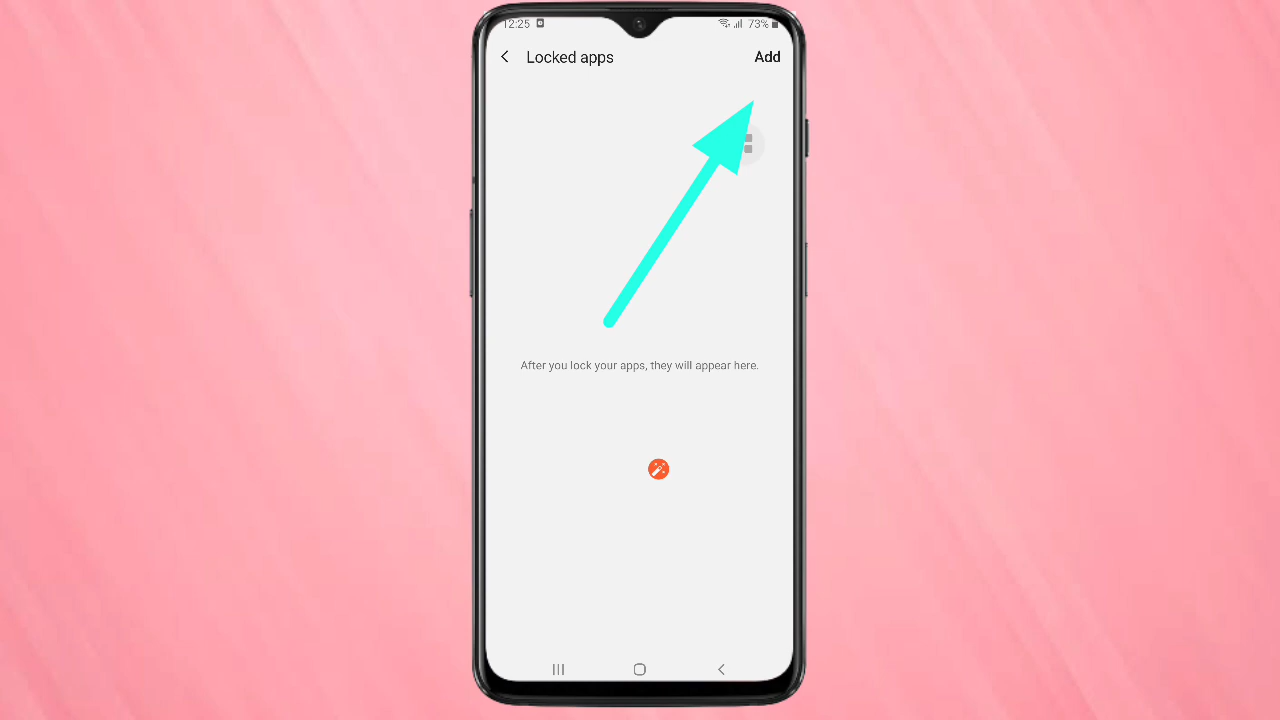 12:25
73%
Locked apps
Add
After you lock your apps, they will appear here.